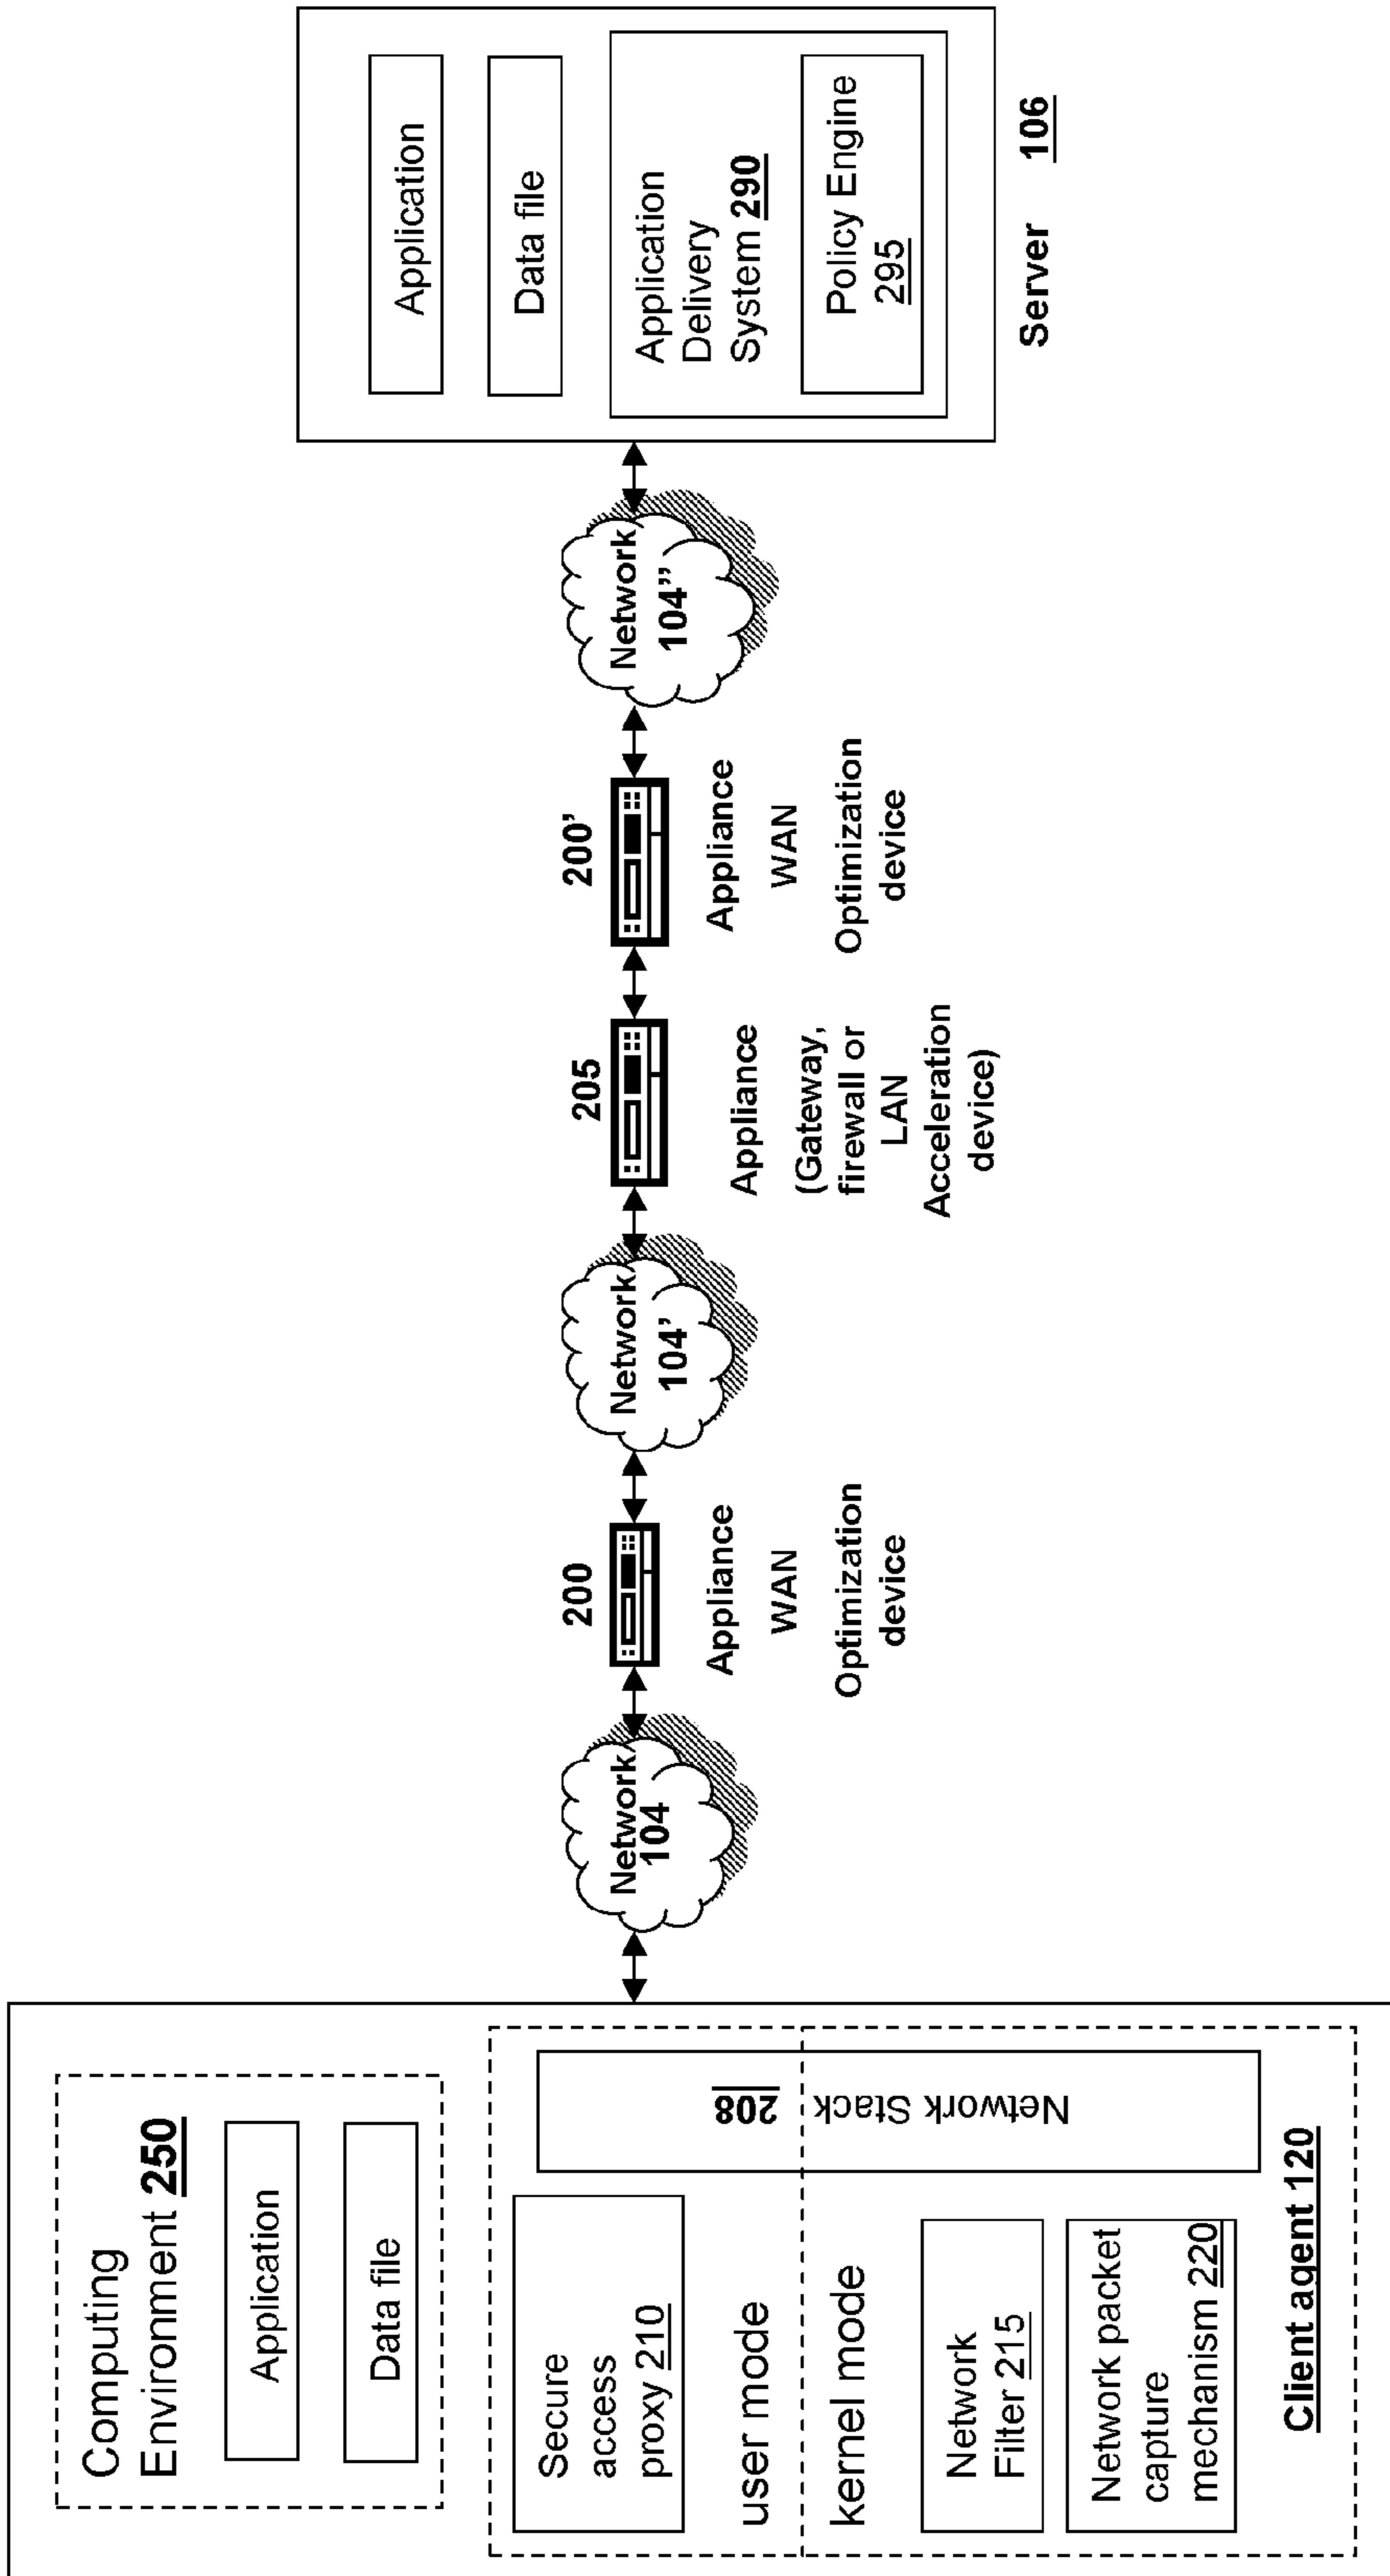 Computing
Environment 250
Application
Data file
Secure
access
proxy 210
user mode
kernel mode
Network
Filter 215
Network packet
capture
mechanism 220
Network Stack 208
Client agent 120
Network
104
200
Appliance
WAN
Optimization
device
Network
104’
205
Appliance
(Gateway,
firewall or
LAN
Acceleration
device)
200’
Appliance
WAN
Optimization
device
Network
104’’
Application
Data file
Application
Delivery
System 290
Policy Engine
295
Server 106